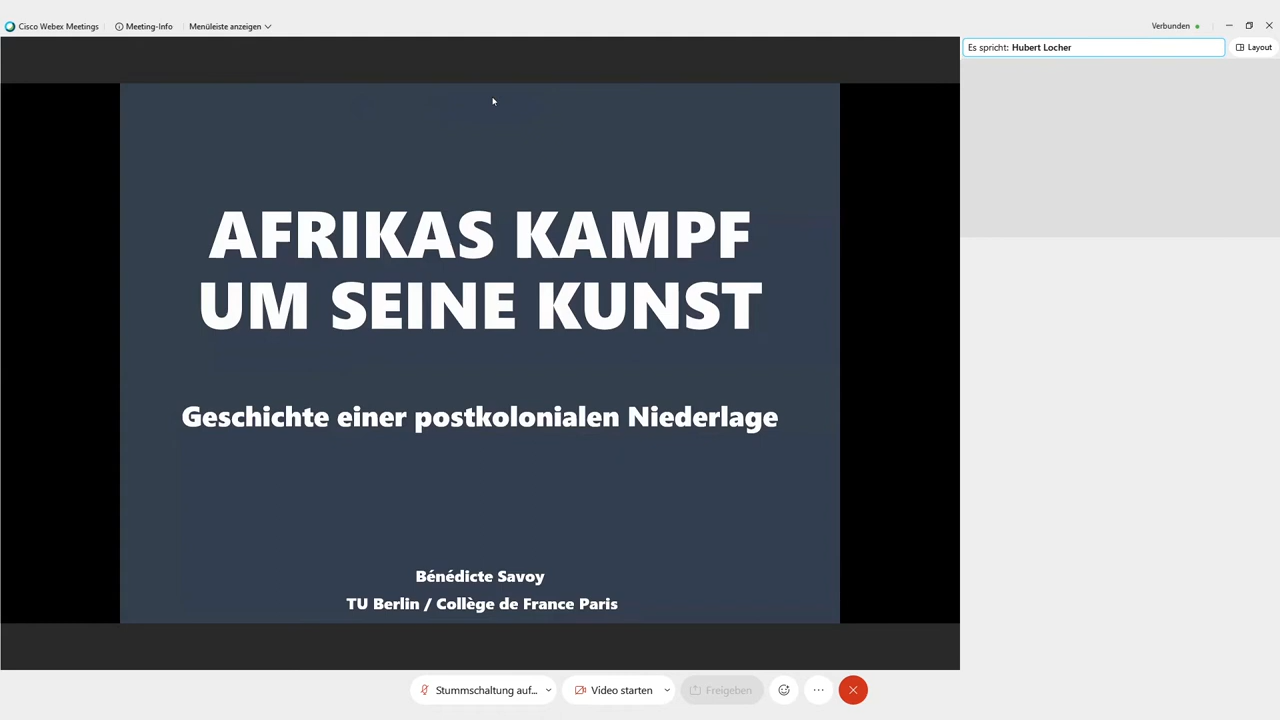 Cisco Webex Meetings
Meeting-Info
Menüleiste anzeigen
Verbunden
Es spricht: Hubert Locher
Layout
AFRIKAS KAMPF
UM SEINE KUNST
Geschichte einer postkolonialen Niederlage
Bénédicte Savoy
TU Berlin / Collège de France Paris
Stummschaltung auf...
Video starten
Freigeben